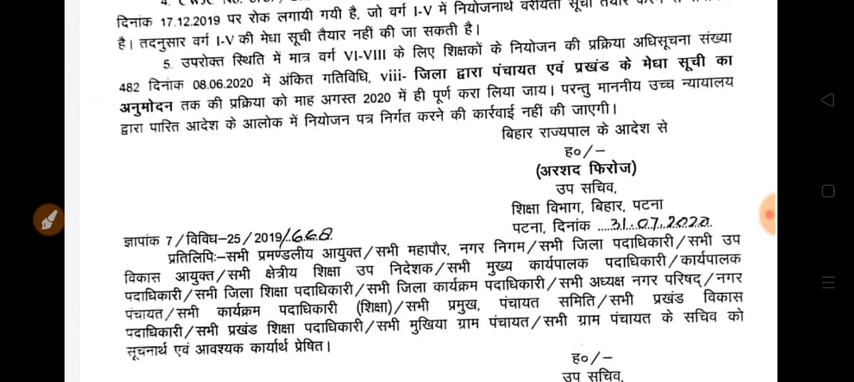 दिनांक 17.12.2019 पर रोक लगायी गयी है, जो वर्ग I-V में नियोजनार्थ वरीयता सूची तैयार करने
है। तदनुसार वर्ग I-V की मेधा सूची तैयार नहीं की जा सकती है।
5. उपरोक्त स्थिति में मात्र वर्ग VI-VIII के लिए शिक्षकों के नियोजन की प्रक्रिया अधिसूचना संख्या
482 दिनांक 08.06.2020 में अंकित गतिविधि, viii- जिला द्वारा पंचायत एवं प्रखंड के मेधा सूची का
अनुमोदन तक की प्रक्रिया को माह अगस्त 2020 में ही पूर्ण करा लिया जाय। परन्तु माननीय उच्च न्यायालय
द्वारा पारित आदेश के आलोक में नियोजन पत्र निर्गत करने की कार्रवाई नहीं की जाएगी।
बिहार राज्यपाल के आदेश से
ह०/-
(अरशद फिरोज)
उप सचिव,
शिक्षा विभाग, बिहार, पटना
ज्ञापांक 7/विविध-25/2019/668 पटना, दिनांक ....31.07.2020
प्रतिलिपि:-सभी प्रमण्डलीय आयुक्त/सभी महापौर, नगर निगम/सभी जिला पदाधिकारी/सभी उप
विकास आयुक्त/सभी क्षेत्रीय शिक्षा उप निदेशक/सभी मुख्य कार्यपालक पदाधिकारी/कार्यपालक
पदाधिकारी/सभी जिला शिक्षा पदाधिकारी/सभी जिला कार्यक्रम पदाधिकारी/सभी अध्यक्ष नगर परिषद्/नगर
पंचायत/सभी कार्यक्रम पदाधिकारी (शिक्षा)/सभी प्रमुख, पंचायत समिति/सभी प्रखंड विकास
पदाधिकारी/सभी प्रखंड शिक्षा पदाधिकारी/सभी मुखिया ग्राम पंचायत/सभी ग्राम पंचायत के सचिव को
सूचनार्थ एवं आवश्यक कार्यार्थ प्रेषित।
ह०/-
उप सचिव,